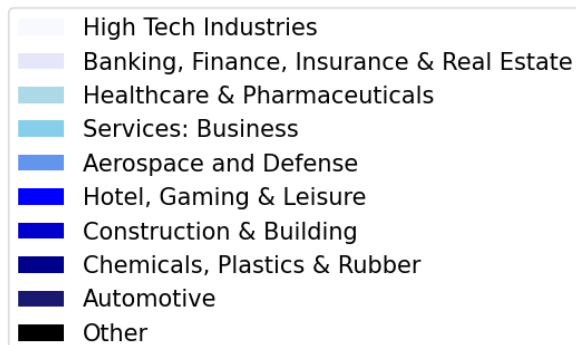 High Tech Industries
Banking, Finance, Insurance & Real Estate
Healthcare & Pharmaceuticals
Services: Business
Aerospace and Defense
Hotel, Gaming & Leisure
Construction & Building
Chemicals, Plastics & Rubber
Automotive
Other